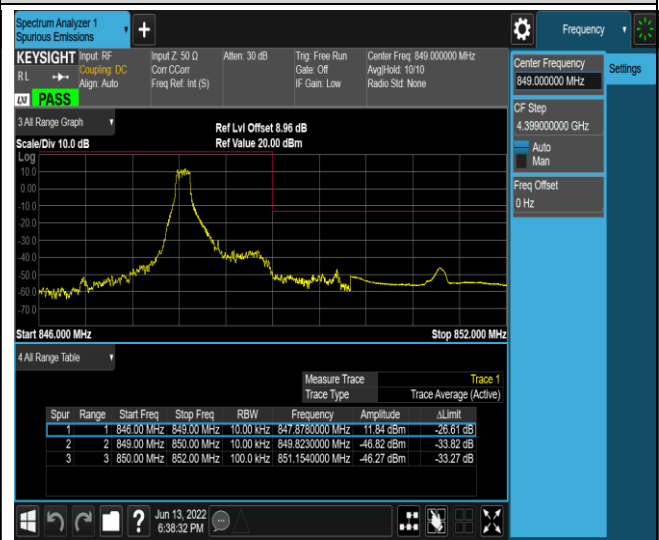 Spectrum Analyzer 1
Spurious Emissions
+
Frequency
KEYSIGHT
RL
PASS
Input: RF
Coupling: DC
Align: Auto
Input Z: 50 Ω
Corr CCorr
Freq Ref: Int (S)
Atten: 30 dB
Trig: Free Run
Gate: Off
IF Gain: Low
Center Freq: 849.000000 MHz
Avg|Hold: 10/10
Radio Std: None
Center Frequency
849.000000 MHz
Settings
CF Step
4.399000000 GHz
Auto
Man
Freq Offset
0 Hz
3 All Range Graph
Scale/Div 10.0 dB
Ref Lvl Offset 8.96 dB
Ref Value 20.00 dBm
Log
10.0
0.00
-10.0
-20.0
-30.0
-40.0
-50.0
-60.0
-70.0
Start 846.000 MHz
Stop 852.000 MHz
4 All Range Table
Measure Trace Trace 1
Trace Type Trace Average (Active)
Spur Range Start Freq Stop Freq RBW Frequency Amplitude ΔLimit
1 1 846.00 MHz 849.00 MHz 10.00 kHz 847.8780000 MHz 11.84 dBm -26.61 dB
2 2 849.00 MHz 850.00 MHz 10.00 kHz 849.8230000 MHz -46.82 dBm -33.82 dB
3 3 850.00 MHz 852.00 MHz 100.0 kHz 851.1540000 MHz -46.27 dBm -33.27 dB
?
Jun 13, 2022
6:38:32 PM